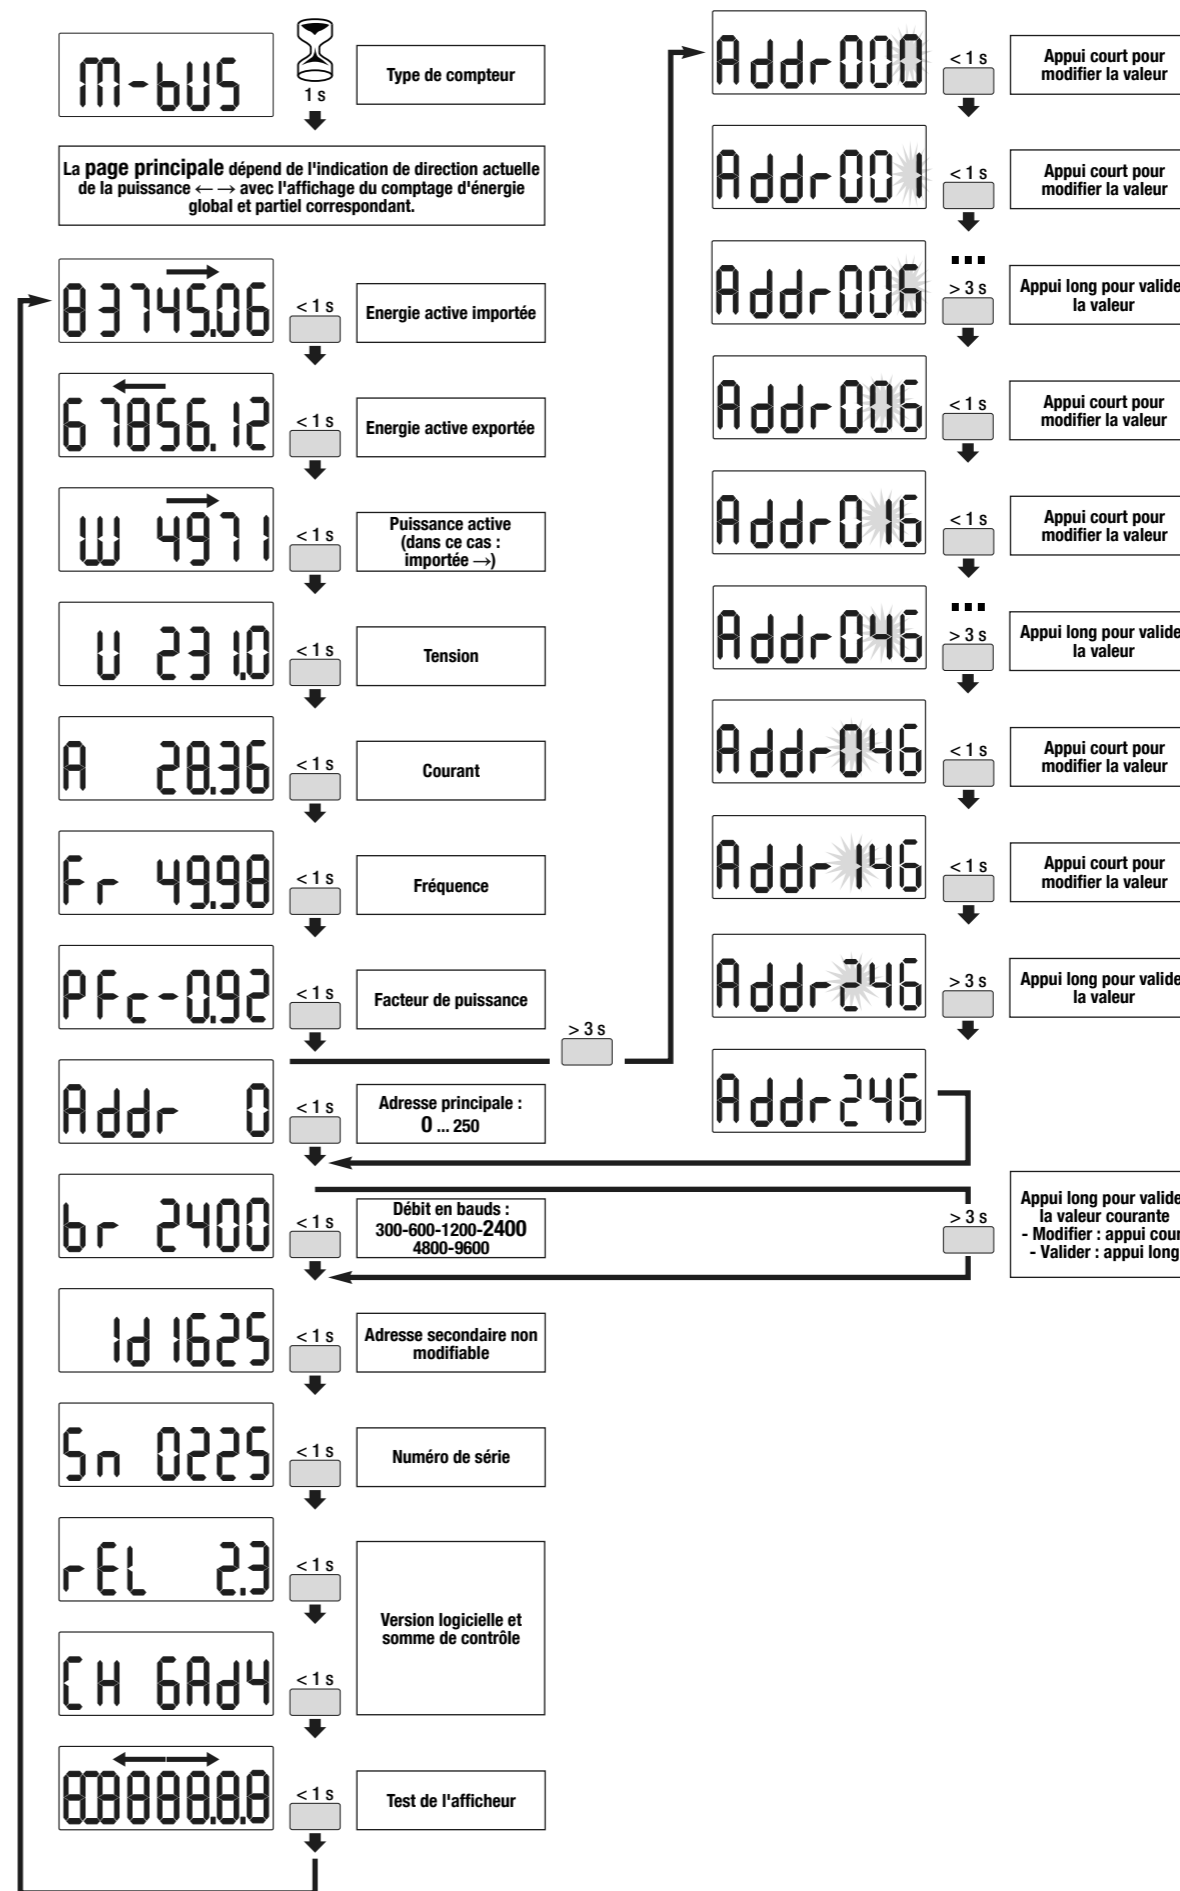 M-bUS
1 s
Type de compteur
La page principale dépend de l'indication de direction actuelle
de la puissance ← → avec l'affichage du comptage d'énergie
global et partiel correspondant.
83745.06
< 1 s
Energie active importée
67856.12
< 1 s
Energie active exportée
W 4971
< 1 s
Puissance active
(dans ce cas :
importée →)
U 231.0
< 1 s
Tension
A 28.36
< 1 s
Courant
Fr 49.98
< 1 s
Fréquence
PFc-0.92
< 1 s
Facteur de puissance
> 3 s
Addr 0
< 1 s
Adresse principale :
0 ... 250
br 2400
< 1 s
Débit en bauds :
300-600-1200-2400
4800-9600
Id 1625
< 1 s
Adresse secondaire non
modifiable
Sn 0225
< 1 s
Numéro de série
rEL 2.3
< 1 s
CH 6Ad4
< 1 s
Version logicielle et
somme de contrôle
8.8.8888.8.8
< 1 s
Test de l'afficheur
Addr000
< 1 s
Appui court pour
modifier la valeur
Addr001
< 1 s
Appui court pour
modifier la valeur
Addr006
...
> 3 s
Appui long pour valide
la valeur
Addr006
< 1 s
Appui court pour
modifier la valeur
Addr016
< 1 s
Appui court pour
modifier la valeur
Addr046
...
> 3 s
Appui long pour valide
la valeur
Addr046
< 1 s
Appui court pour
modifier la valeur
Addr146
< 1 s
Appui court pour
modifier la valeur
Addr246
> 3 s
Appui long pour valide
la valeur
Addr246
> 3 s
Appui long pour valide
la valeur courante
- Modifier : appui cour
- Valider : appui long